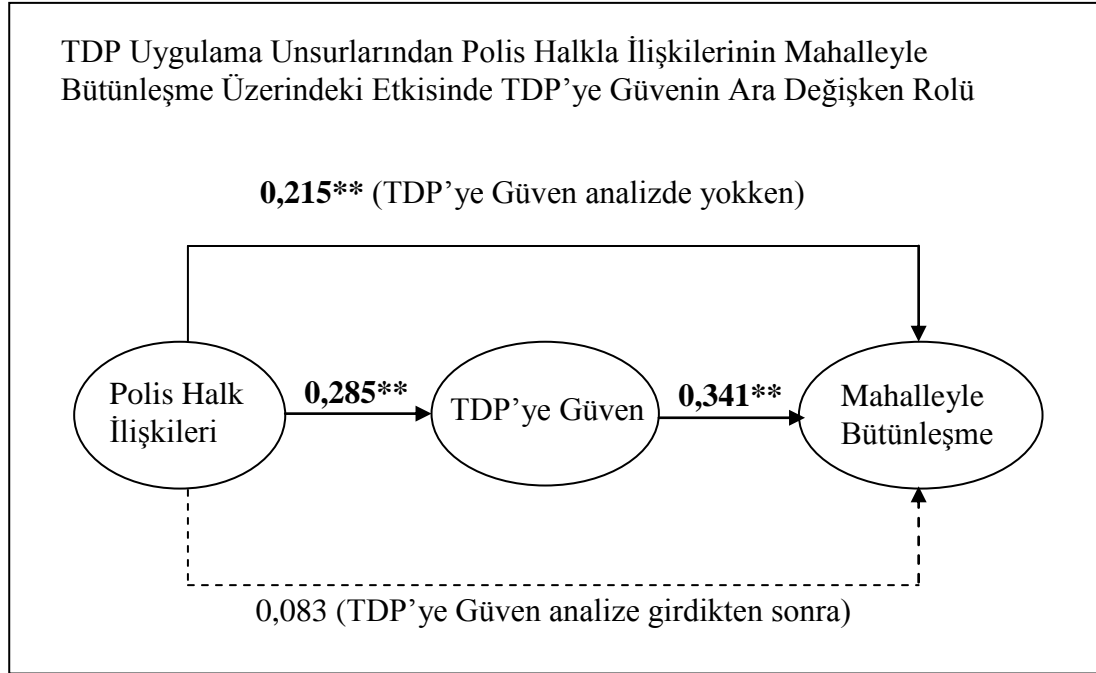 TDP Uygulama Unsurlarından Polis Halkla İlişkilerinin Mahalleyle
Bütünleşme Üzerindeki Etkisinde TDP’ye Güvenin Ara Değişken Rolü
0,215** (TDP’ye Güven analizde yokken)
Polis Halk
İlişkileri
0,285**
TDP’ye Güven
0,341**
Mahalleyle
Bütünleşme
0,083 (TDP’ye Güven analize girdikten sonra)